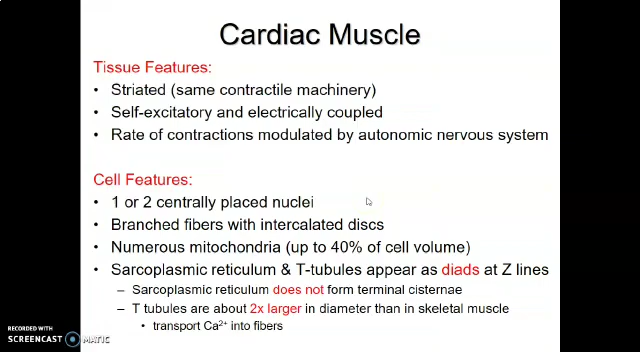 Cardiac Muscle
Tissue Features:
• Striated (same contractile machinery)
• Self-excitatory and electrically coupled
• Rate of contractions modulated by autonomic nervous system
Cell Features:
• 1 or 2 centrally placed nuclei
• Branched fibers with intercalated discs
• Numerous mitochondria (up to 40% of cell volume)
• Sarcoplasmic reticulum & T-tubules appear as diads at Z lines
– Sarcoplasmic reticulum does not form terminal cisternae
– T tubules are about 2x larger in diameter than in skeletal muscle
• transport Ca²⁺ into fibers
RECORDED WITH
SCREENCAST MATIC